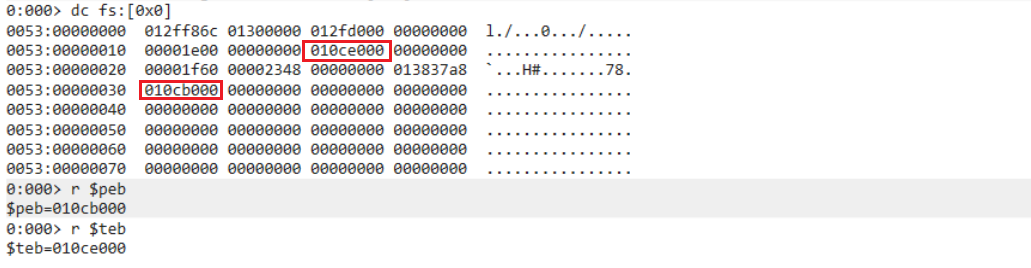 0:000> dc fs:[0x0]
0053:00000000  012ff86c 01300000 012fd000 00000000  l./...0.../.....
0053:00000010  00001e00 00000000 010ce000 00000000  ................
0053:00000020  00001f60 00002348 00000000 013837a8  `...H#.......78.
0053:00000030  010cb000 00000000 00000000 00000000  ................
0053:00000040  00000000 00000000 00000000 00000000  ................
0053:00000050  00000000 00000000 00000000 00000000  ................
0053:00000060  00000000 00000000 00000000 00000000  ................
0053:00000070  00000000 00000000 00000000 00000000  ................
0:000> r $peb
$peb=010cb000
0:000> r $teb
$teb=010ce000